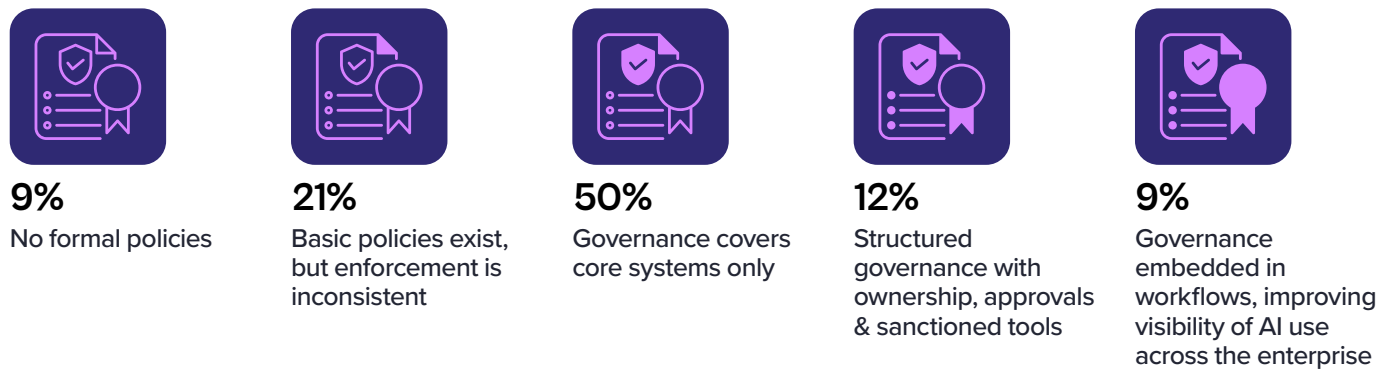 9%
No formal policies
21%
Basic policies exist,
but enforcement is
inconsistent
50%
Governance covers
core systems only
12%
Structured
governance with
ownership, approvals
& sanctioned tools
9%
Governance
embedded in
workflows, improving
visibility of AI use
across the enterprise